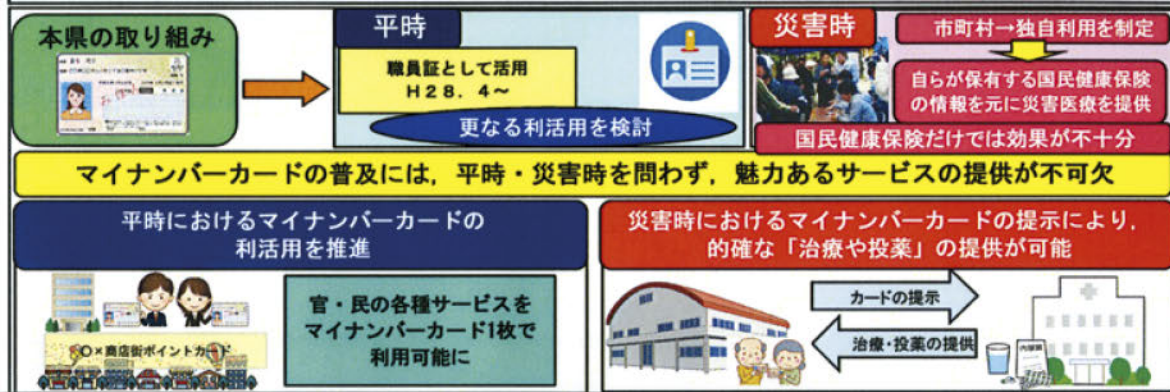 本県の取り組み
平時
職員証として活用
H28.4~
更なる利活用を検討
災害時
市町村→独自利用を制定
自らが保有する国民健康保険
の情報を元に災害医療を提供
国民健康保険だけでは効果が不十分
マイナンバーカードの普及には,平時・災害時を問わず,魅力あるサービスの提供が不可欠
平時におけるマイナンバーカードの
利活用を推進
〇×商店街ポイントカード
官・民の各種サービスを
マイナンバーカード1枚で
利用可能に
災害時におけるマイナンバーカードの提示により,
的確な「治療や投薬」の提供が可能
カードの提示
治療・投薬の提供
内服薬